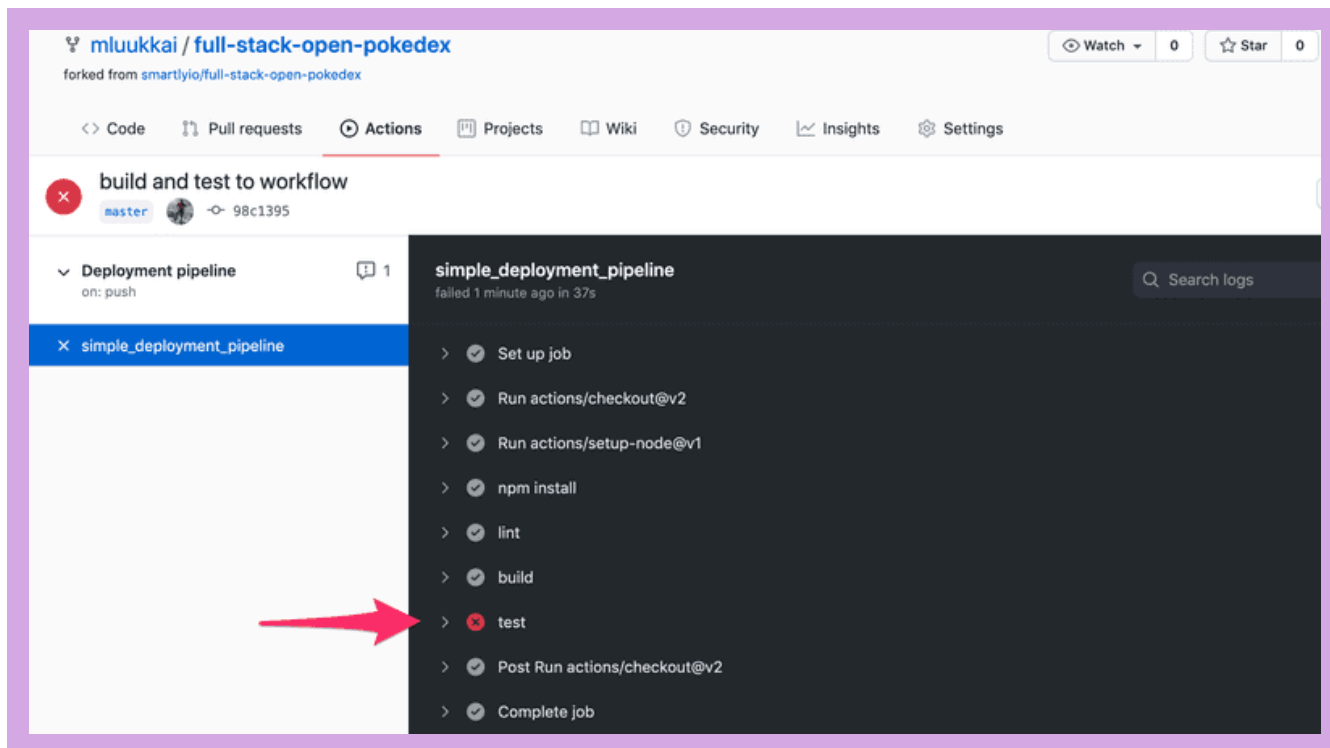 mluukkai / full-stack-open-pokedex
Watch 0 Star 0
forked from smartlyio/full-stack-open-pokedex
Code Pull requests Actions Projects Wiki Security Insights Settings
build and test to workflow
master 98c1395
Deployment pipeline 1
on: push
simple_deployment_pipeline
simple_deployment_pipeline
failed 1 minute ago in 37s
Search logs
Set up job
Run actions/checkout@v2
Run actions/setup-node@v1
npm install
lint
build
test
Post Run actions/checkout@v2
Complete job